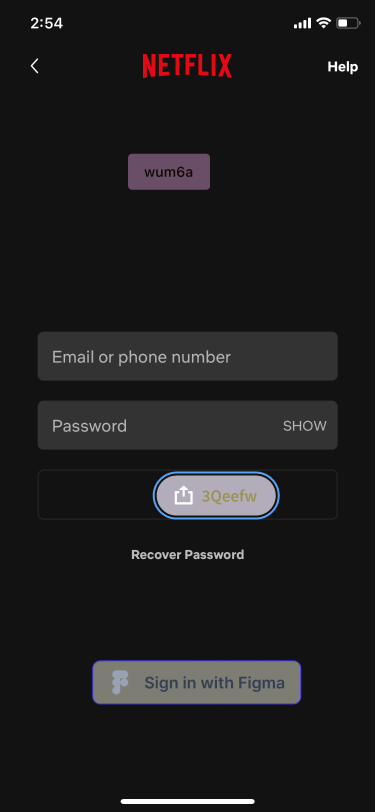 2:54
NETFLIX
Help
wum6a
Email or phone number
Password
SHOW
3Qeefw
Recover Password
Sign in with Figma